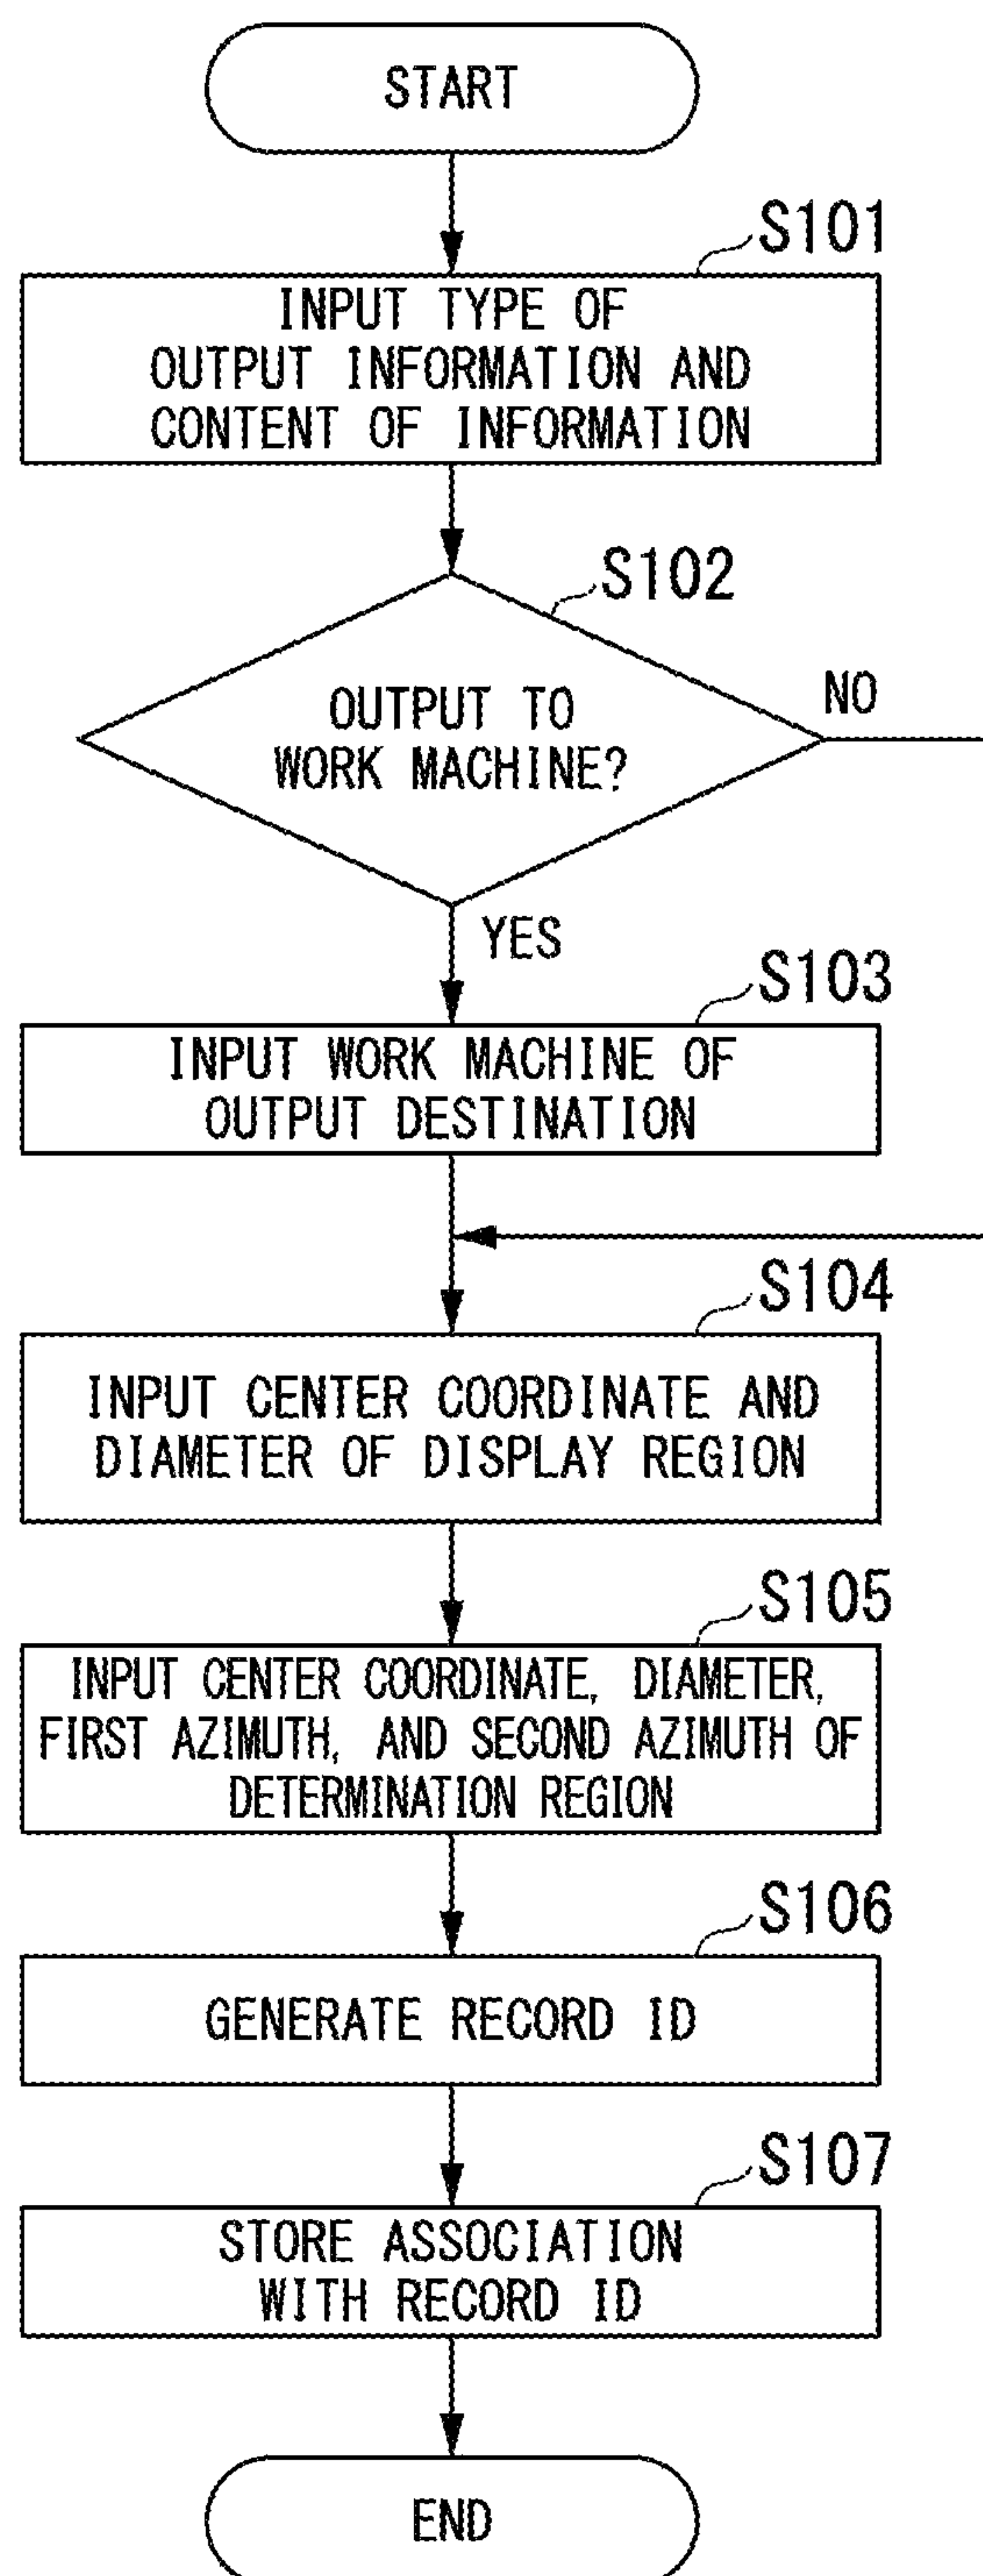 START
S101
INPUT TYPE OF
OUTPUT INFORMATION AND
CONTENT OF INFORMATION
S102
OUTPUT TO
WORK MACHINE?
NO
YES
S103
INPUT WORK MACHINE OF
OUTPUT DESTINATION
S104
INPUT CENTER COORDINATE AND
DIAMETER OF DISPLAY REGION
S105
INPUT CENTER COORDINATE, DIAMETER,
FIRST AZIMUTH, AND SECOND AZIMUTH OF
DETERMINATION REGION
S106
GENERATE RECORD ID
S107
STORE ASSOCIATION
WITH RECORD ID
END